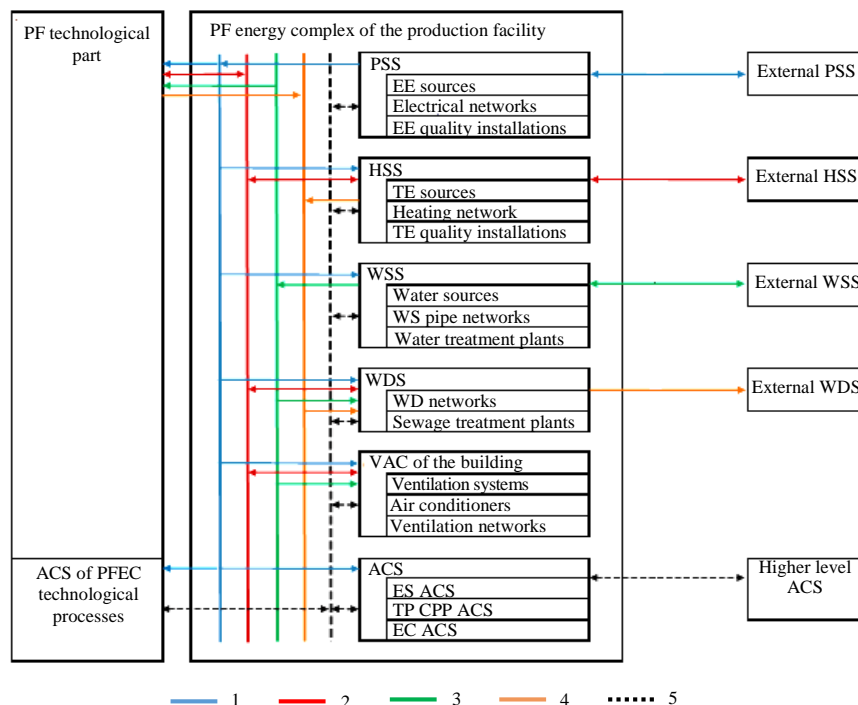 PF technological
part
PF energy complex of the production facility
PSS
EE sources
Electrical networks
EE quality installations
External PSS
HSS
TE sources
Heating network
TE quality installations
External HSS
WSS
Water sources
WS pipe networks
Water treatment plants
External WSS
WDS
WD networks
Sewage treatment plants
External WDS
VAC of the building
Ventilation systems
Air conditioners
Ventilation networks
ACS of PFEC
technological
processes
ACS
ES ACS
TP CPP ACS
EC ACS
Higher level
ACS
1 2 3 4 5